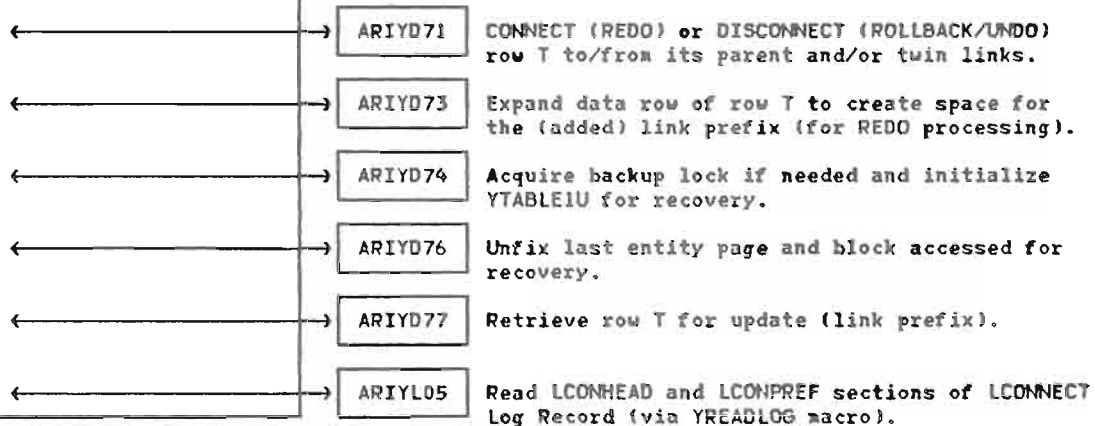 ARIYD71 CONNECT (REDO) or DISCONNECT (ROLLBACK/UNDO)
row T to/from its parent and/or twin links.
ARIYD73 Expand data row of row T to create space for
the (added) link prefix (for REDO processing).
ARIYD74 Acquire backup lock if needed and initialize
YTABLE1U for recovery.
ARIYD76 Unfix last entity page and block accessed for
recovery.
ARIYD77 Retrieve row T for update (link prefix).
ARIYL05 Read LCONHEAD and LCONPREF sections of LCONNECT
Log Record (via YREADLOG macro).